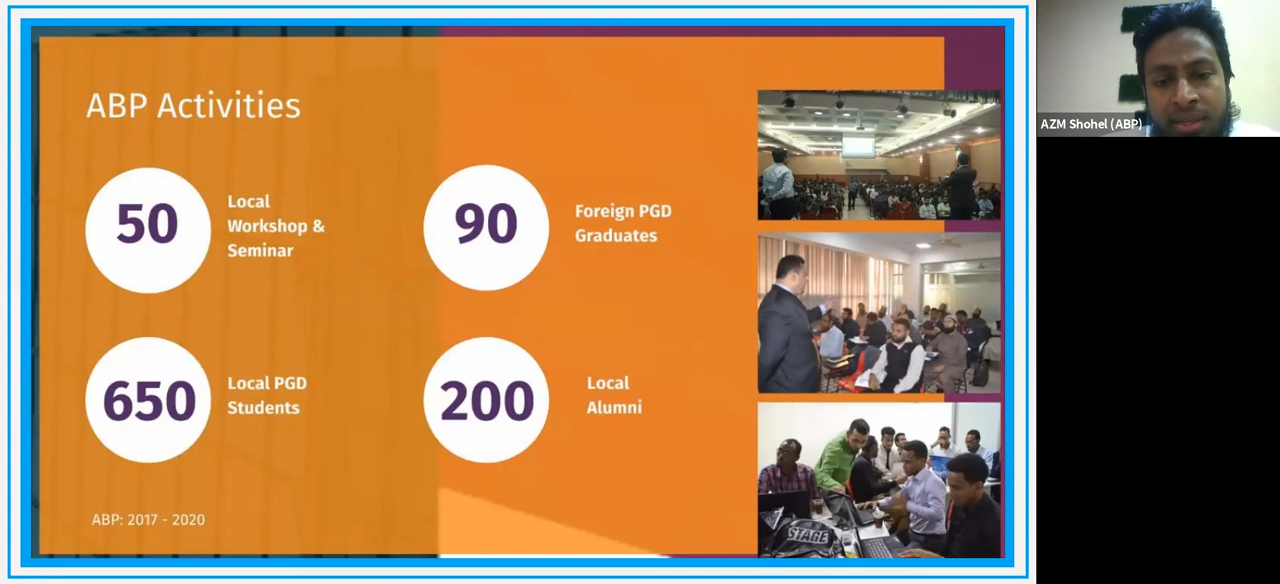 ABP Activities
50
Local
Workshop &
Seminar
90
Foreign PGD
Graduates
650
Local PGD
Students
200
Local
Alumni
ABP: 2017 - 2020
STAGE
AZM Shohel (ABP)